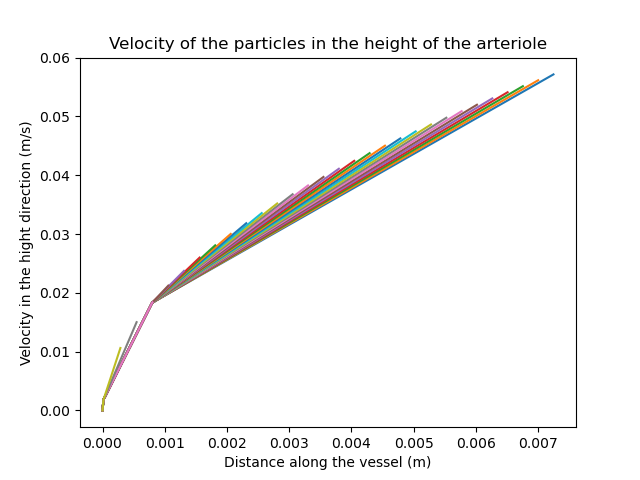 Velocity of the particles in the height of the arteriole
0.06
0.05
0.04
0.03
0.02
0.01
0.00
Velocity in the hight direction (m/s)
0.000 0.001 0.002 0.003 0.004 0.005 0.006 0.007
Distance along the vessel (m)